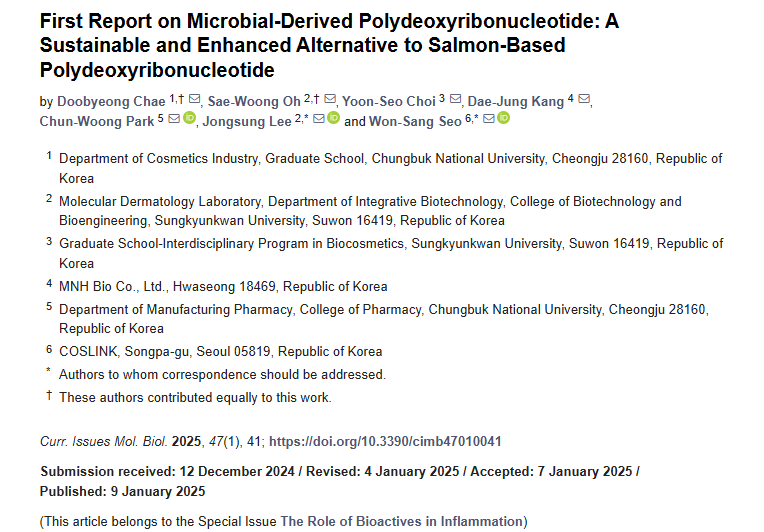 First Report on Microbial-Derived Polydeoxyribonucleotide: A
Sustainable and Enhanced Alternative to Salmon-Based
Polydeoxyribonucleotide
by Doobyeong Chae 1,†, Sae-Woong Oh 2,†, Yoon-Seo Choi 3, Dae-Jung Kang 4,
Chun-Woong Park 5, Jongsung Lee 2,* and Won-Sang Seo 6,*
1 Department of Cosmetics Industry, Graduate School, Chungbuk National University, Cheongju 28160, Republic of
Korea
2 Molecular Dermatology Laboratory, Department of Integrative Biotechnology, College of Biotechnology and
Bioengineering, Sungkyunkwan University, Suwon 16419, Republic of Korea
3 Graduate School-Interdisciplinary Program in Biocosmetics, Sungkyunkwan University, Suwon 16419, Republic of
Korea
4 MNH Bio Co., Ltd., Hwaseong 18469, Republic of Korea
5 Department of Manufacturing Pharmacy, College of Pharmacy, Chungbuk National University, Cheongju 28160,
Republic of Korea
6 COSLINK, Songpa-gu, Seoul 05819, Republic of Korea
* Authors to whom correspondence should be addressed.
† These authors contributed equally to this work.
Curr. Issues Mol. Biol. 2025, 47(1), 41; https://doi.org/10.3390/cimb47010041
Submission received: 12 December 2024 / Revised: 4 January 2025 / Accepted: 7 January 2025 /
Published: 9 January 2025
(This article belongs to the Special Issue The Role of Bioactives in Inflammation)